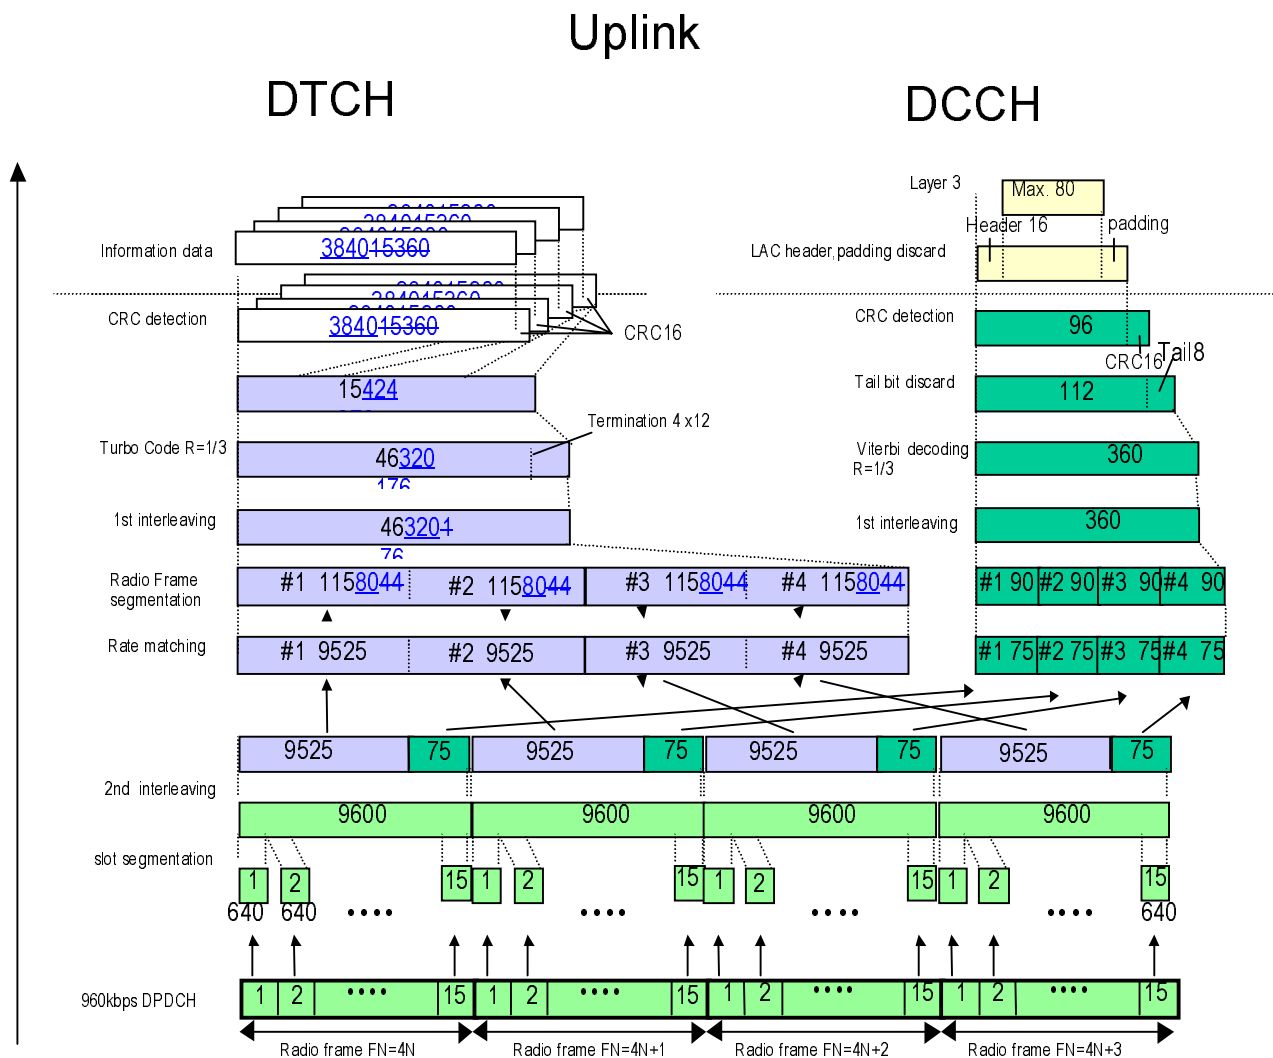 Uplink
DTCH
DCCH
Layer 3
Max. 80
Header 16
padding
Information data
384015360
384015360
LAC header,padding discard
CRC detection
384015360
384015360
CRC16
CRC detection
96
CRC16
Tail8
15424
Tail bit discard
112
Termination 4 x12
Turbo Code R=1/3
46320
176
Viterbi decoding
R=1/3
360
1st interleaving
463201
76
1st interleaving
360
Radio Frame
segmentation
#1 1158044
#2 1158044
#3 1158044
#4 1158044
#1 90
#2 90
#3 90
#4 90
Rate matching
#1 9525
#2 9525
#3 9525
#4 9525
#1 75
#2 75
#3 75
#4 75
9525
75
9525
75
9525
75
9525
75
2nd interleaving
9600
9600
9600
9600
slot segmentation
1
2
15
1
2
15
1
2
15
1
2
15
640
640
••••
••••
••••
••••
640
960kbps DPDCH
1
2
••••
15
1
2
••••
15
1
2
••••
15
1
2
••••
15
Radio frame FN=4N
Radio frame FN=4N+1
Radio frame FN=4N+2
Radio frame FN=4N+3